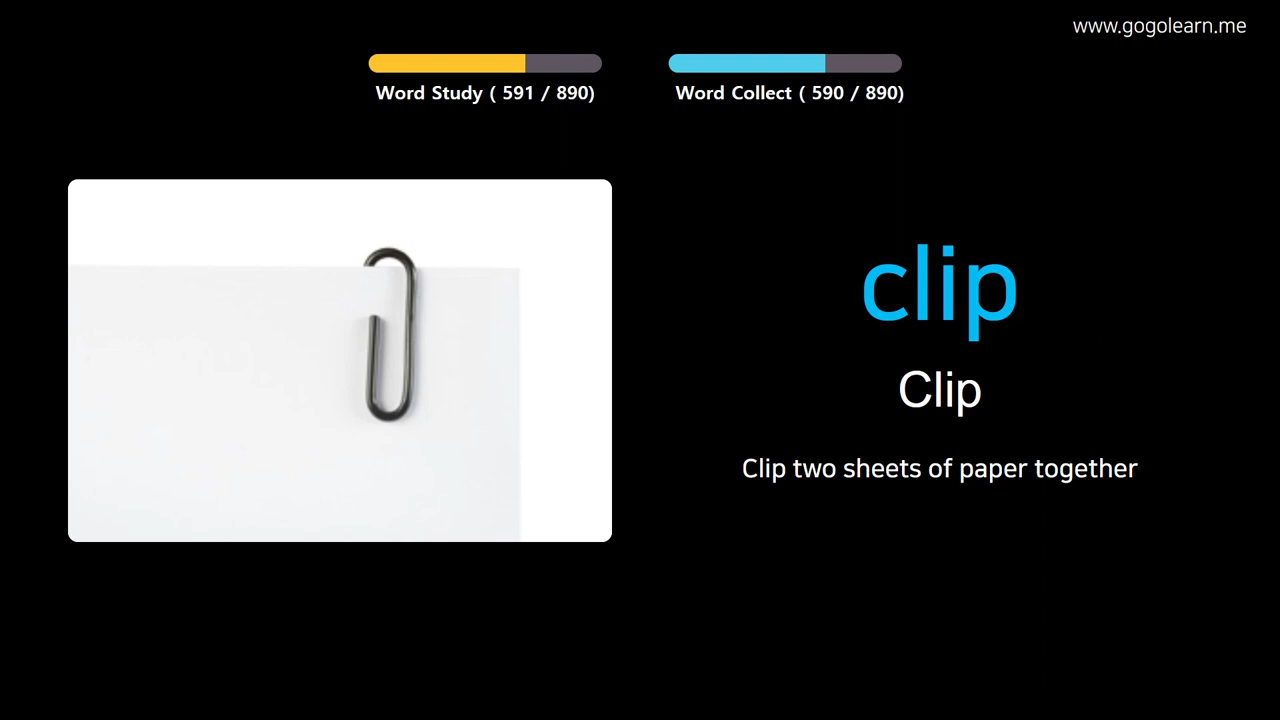 www.gogolearn.me
Word Study ( 591 / 890)
Word Collect ( 590 / 890)
clip
Clip
Clip two sheets of paper together